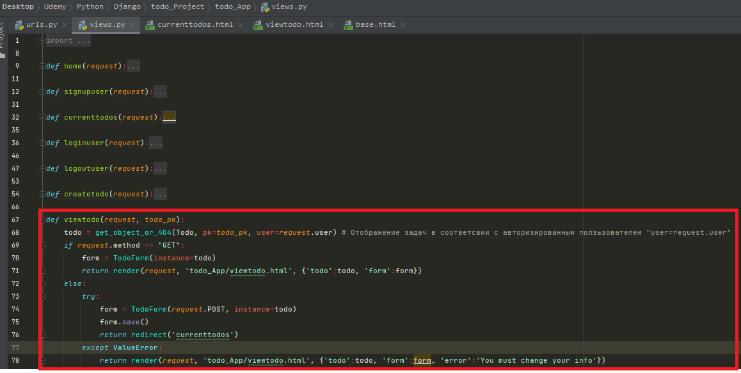 Desktop > Udemy > Python > Django > todo_Project > todo_App > views.py
urls.py × views.py × currenttodos.html × viewtodo.html × base.html ×
Project
1 import ...
8
9 def home(request):...
11
12 def signupuser(request):...
31
32 def currenttodos(request):...
35
36 def loginuser(request):...
46
47 def logoutuser(request):...
53
54 def createtodo(request):...
66
67 def viewtodo(request, todo_pk):
68 todo = get_object_or_404(Todo, pk=todo_pk, user=request.user) # Отображение задач в соответсвии с авторизированным пользователем "user=request.user"
69 if request.method == "GET":
70 form = TodoForm(instance=todo)
71 return render(request, 'todo_App/viewtodo.html', {'todo':todo, 'form':form})
72 else:
73 try:
74 form = TodoForm(request.POST, instance=todo)
75 form.save()
76 return redirect('currenttodos')
77 except ValueError:
78 return render(request, 'todo_App/viewtodo.html', {'todo':todo, 'form':form, 'error':'You must change your info'})